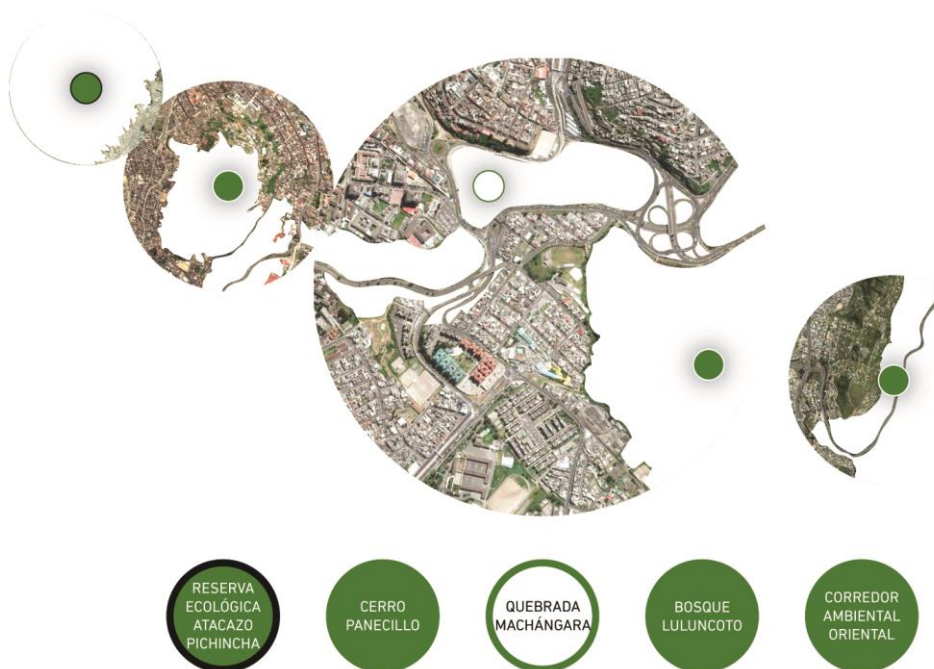 RESERVA
ECOLÓGICA
ATACAZO
PICHINCHA
CERRO
PANECILLO
QUEBRADA
MACHÁNGARA
BOSQUE
LULUNCOTO
CORREDOR
AMBIENTAL
ORIENTAL